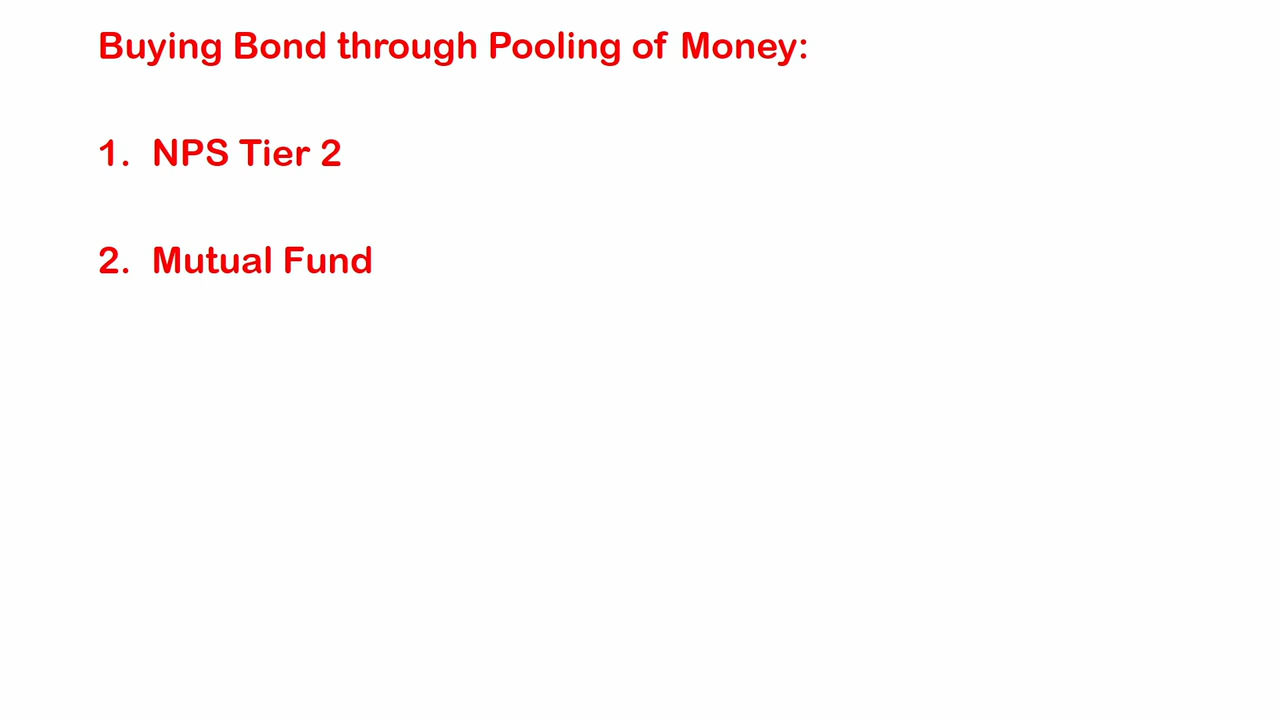 Buying Bond through Pooling of Money:
1. NPS Tier 2
2. Mutual Fund